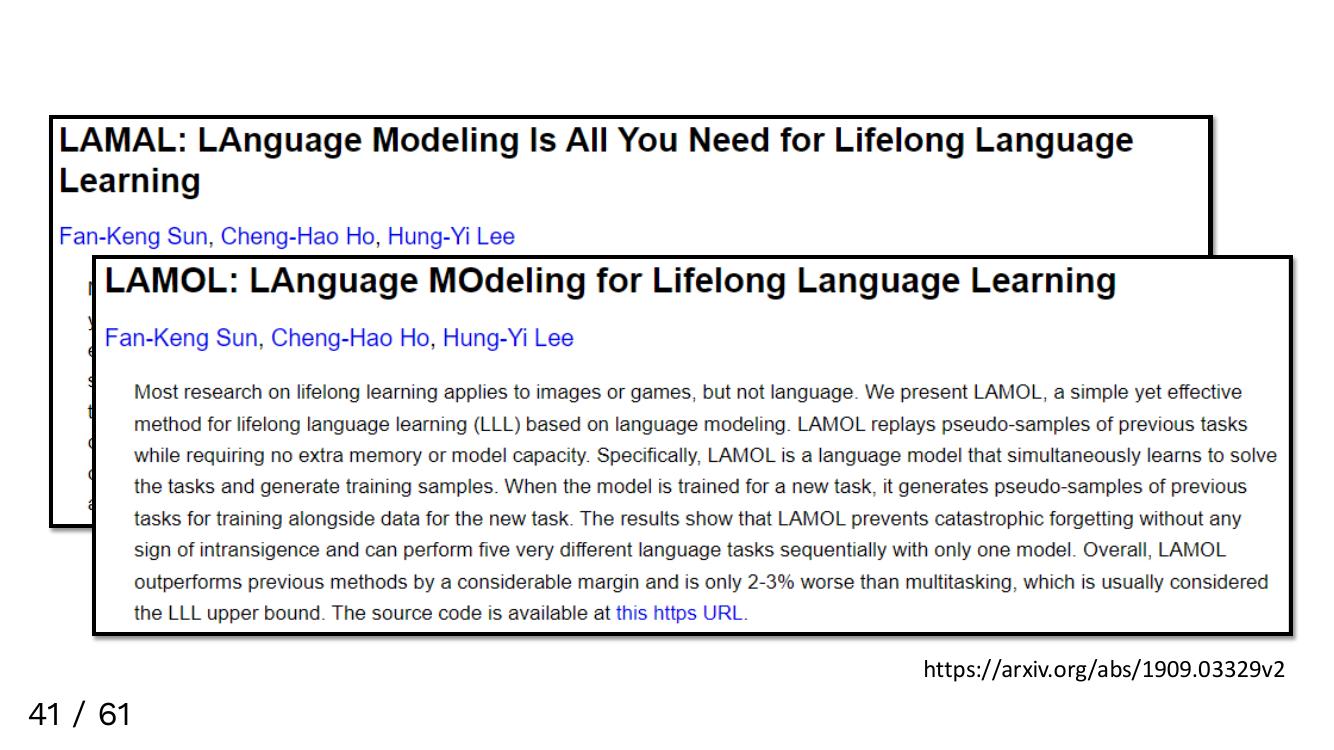 LAMAL: LAnguage Modeling Is All You Need for Lifelong Language
Learning
Fan-Keng Sun, Cheng-Hao Ho, Hung-Yi Lee
LAMOL: LAnguage MOdeling for Lifelong Language Learning
Fan-Keng Sun, Cheng-Hao Ho, Hung-Yi Lee
Most research on lifelong learning applies to images or games, but not language. We present LAMOL, a simple yet effective
method for lifelong language learning (LLL) based on language modeling. LAMOL replays pseudo-samples of previous tasks
while requiring no extra memory or model capacity. Specifically, LAMOL is a language model that simultaneously learns to solve
the tasks and generate training samples. When the model is trained for a new task, it generates pseudo-samples of previous
tasks for training alongside data for the new task. The results show that LAMOL prevents catastrophic forgetting without any
sign of intransigence and can perform five very different language tasks sequentially with only one model. Overall, LAMOL
outperforms previous methods by a considerable margin and is only 2-3% worse than multitasking, which is usually considered
the LLL upper bound. The source code is available at this https URL.
https://arxiv.org/abs/1909.03329v2
41 / 61